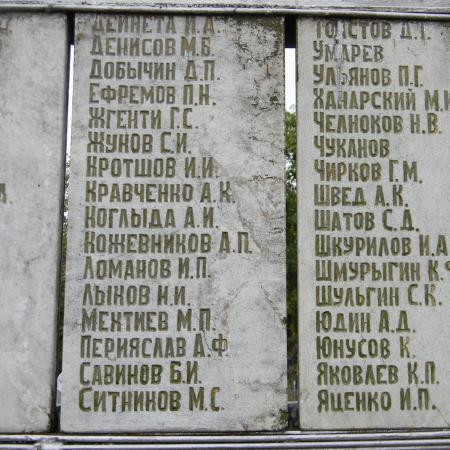 ДЕЙНЕГА И.А.
ДЕНИСОВ М.Б.
ДОБЫЧИН Д.П.
ЕФРЕМОВ П.Н.
ЖГЕНТИ Г.С.
ЖУКОВ С.И.
КРОТШОВ И.И.
КРАВЧЕНКО А.К.
КОГЛЫДА А.И.
КОЖЕВНИКОВ А.П.
ЛОМАНОВ И.П.
ЛЫКОВ Н.И.
МЕХТИЕВ М.П.
ПЕРИЯСЛАВ А.Ф
САВИНОВ Б.И.
СИТНИКОВ М.С.
ТОЛСТОВ Д.Г.
УМАРЕВ
УЛЬЯНОВ П.Г.
ХАНАРСКИЙ М.И
ЧЕЛНОКОВ Н.В.
ЧУКАНОВ
ЧИРКОВ Г.М.
ШВЕД А.К.
ШАТОВ С.Д.
ШКУРИЛОВ И.А
ШМУРЫГИН К.Ф
ШУЛЬГИН С.К.
ЮДИН А.Д.
ЮНУСОВ К.
ЯКОВЛЕВ К.П.
ЯЦЕНКО И.П.